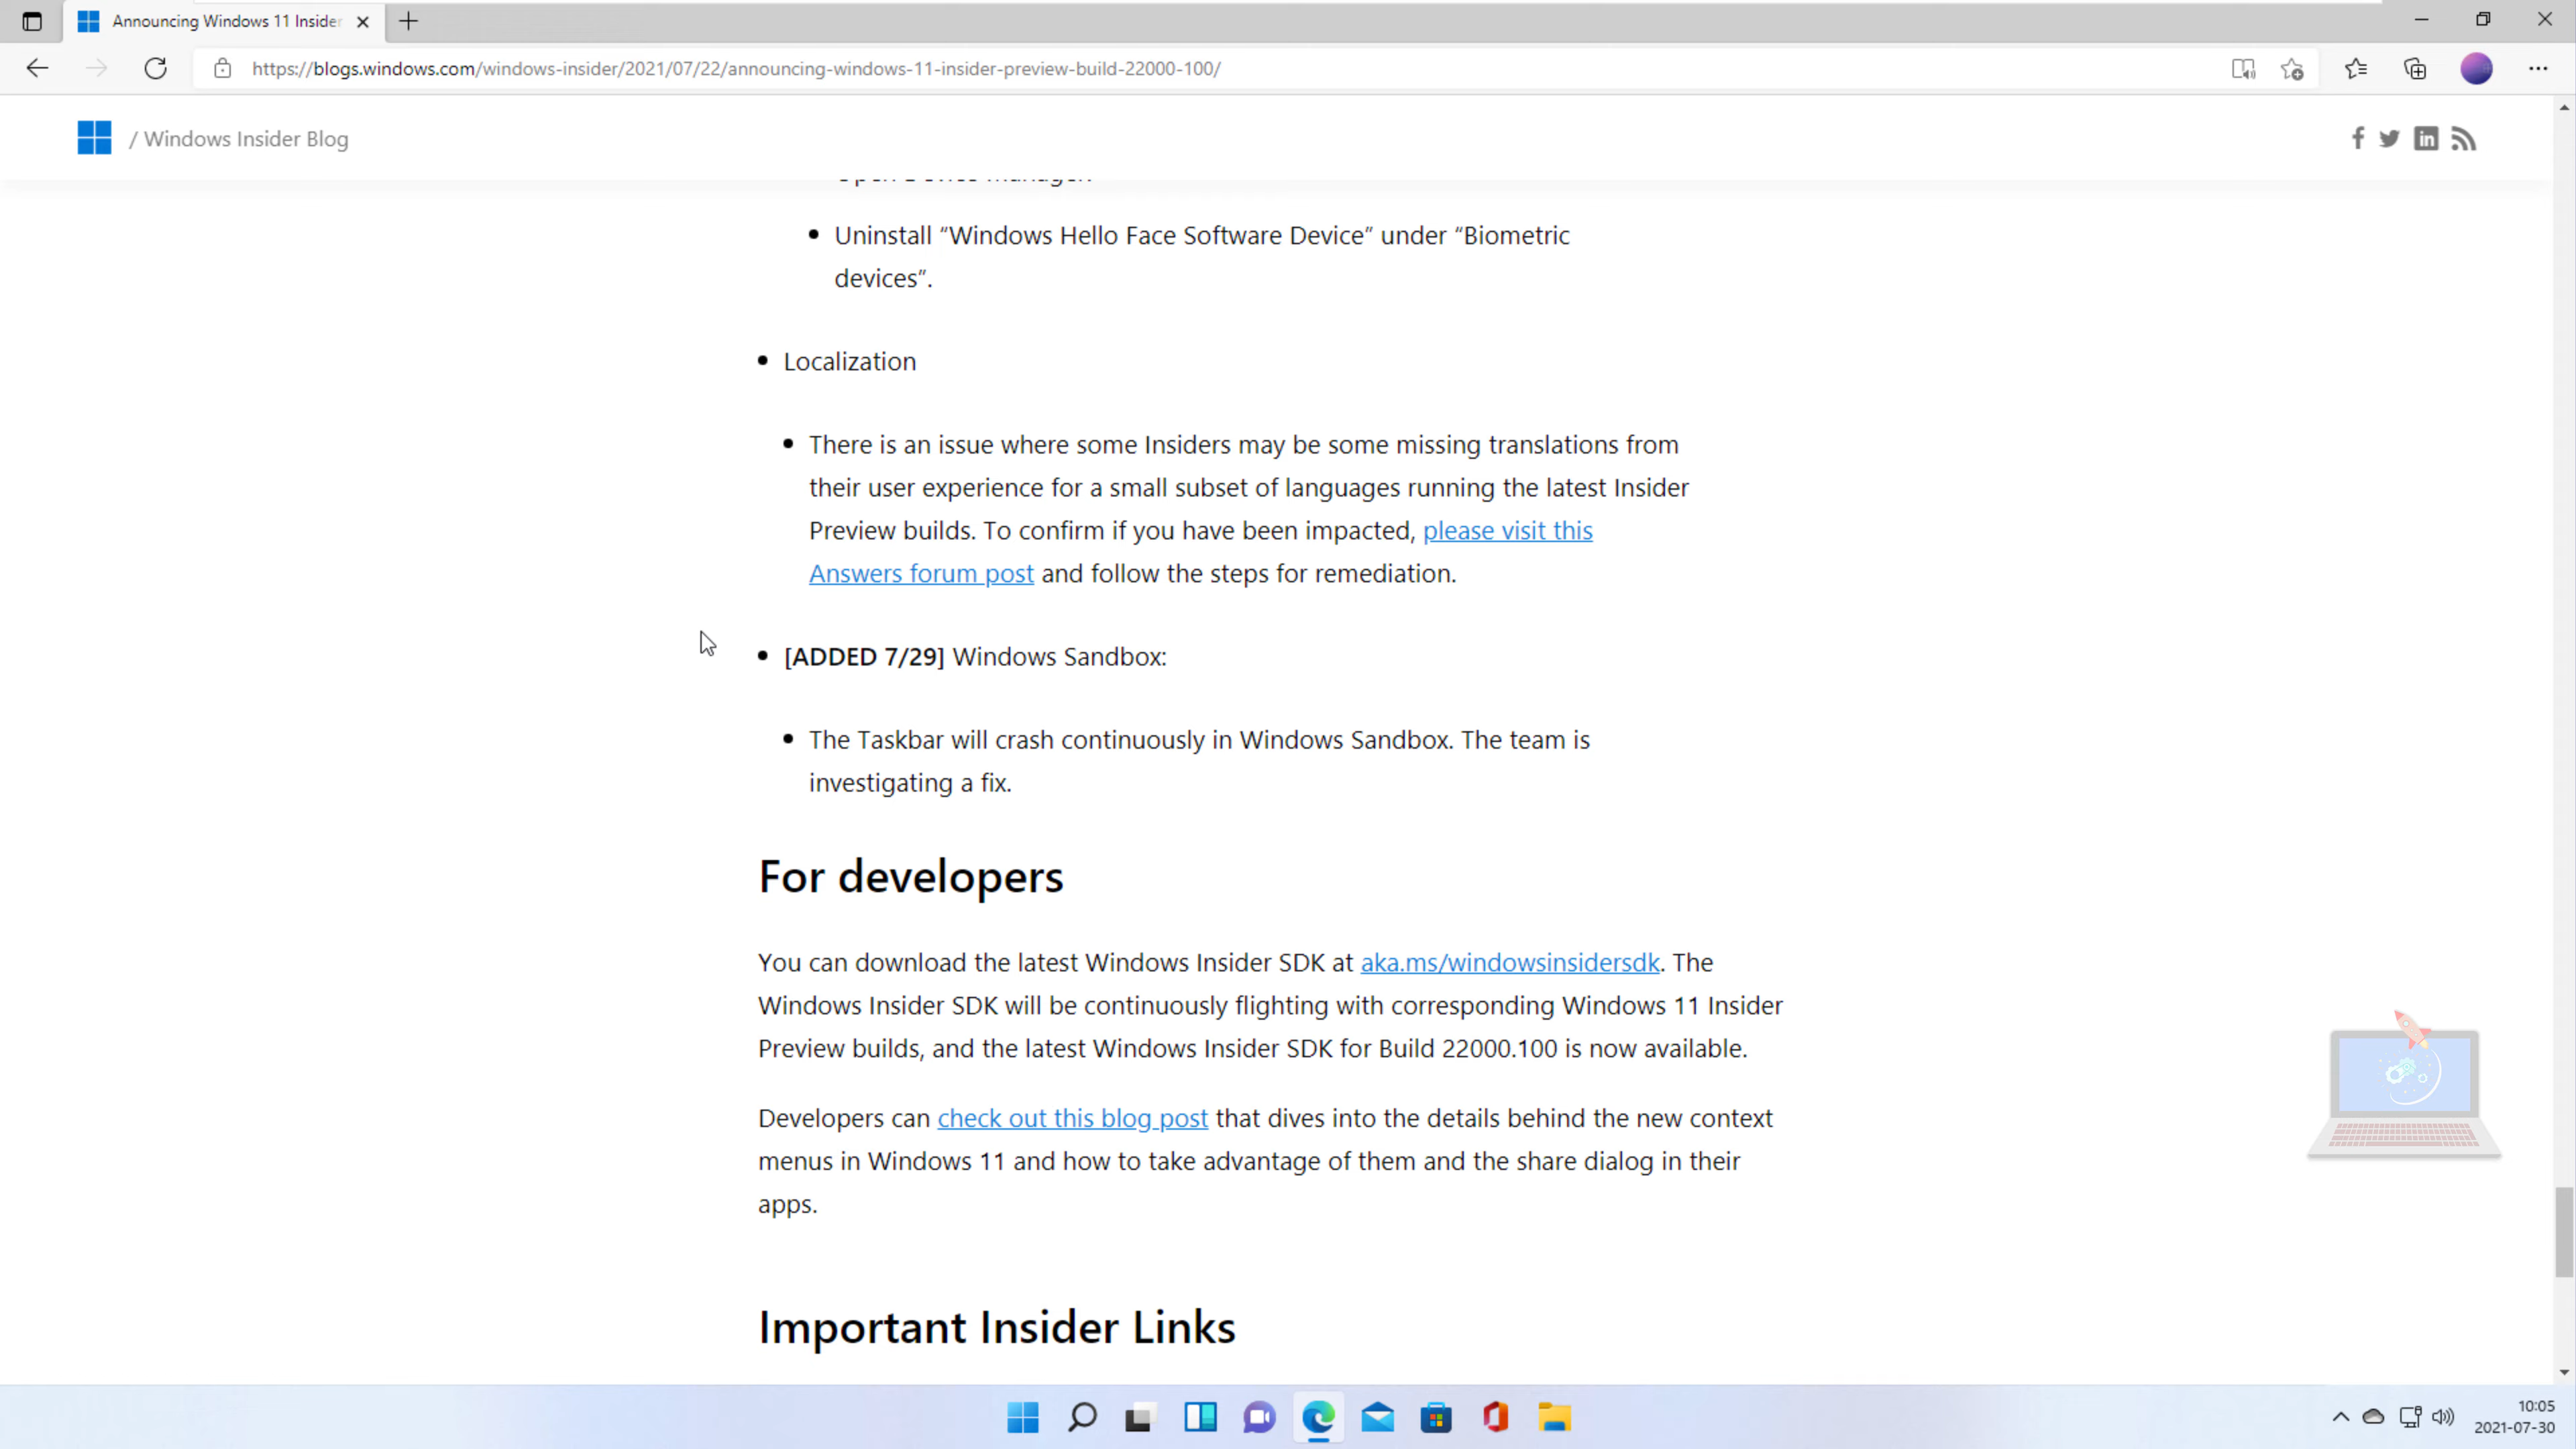 Announcing Windows 11 Insider
https://blogs.windows.com/windows-insider/2021/07/22/announcing-windows-11-insider-preview-build-22000-100/
/ Windows Insider Blog
Open Device Manager.
Uninstall “Windows Hello Face Software Device” under “Biometric
devices”.
Localization
There is an issue where some Insiders may be some missing translations from
their user experience for a small subset of languages running the latest Insider
Preview builds. To confirm if you have been impacted, please visit this
Answers forum post and follow the steps for remediation.
[ADDED 7/29] Windows Sandbox:
The Taskbar will crash continuously in Windows Sandbox. The team is
investigating a fix.
For developers
You can download the latest Windows Insider SDK at aka.ms/windowsinsidersdk. The
Windows Insider SDK will be continuously flighting with corresponding Windows 11 Insider
Preview builds, and the latest Windows Insider SDK for Build 22000.100 is now available.
Developers can check out this blog post that dives into the details behind the new context
menus in Windows 11 and how to take advantage of them and the share dialog in their
apps.
Important Insider Links
10:05
2021-07-30